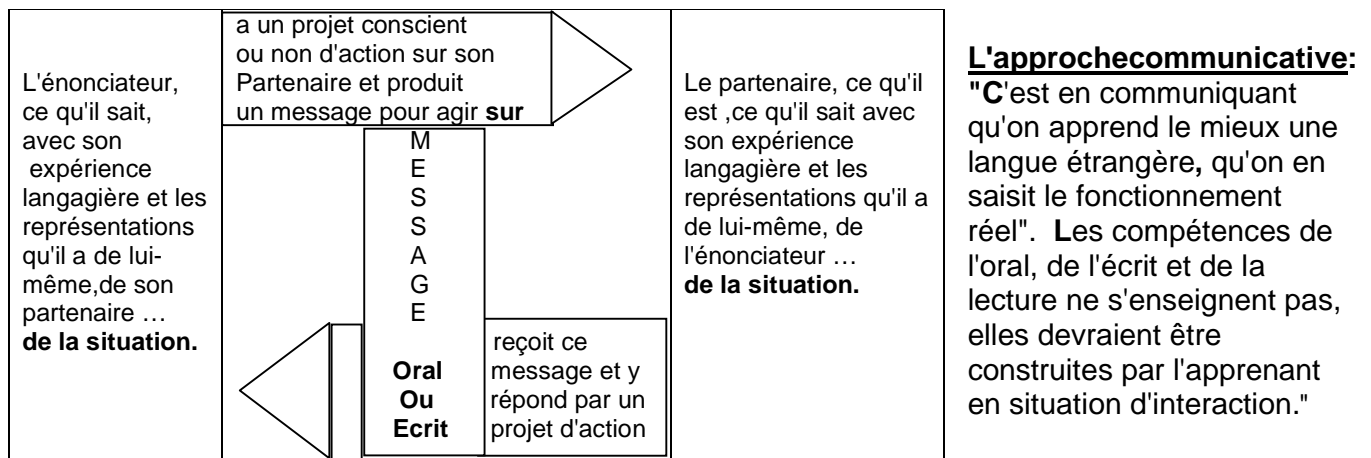 L'énonciateur,
ce qu'il sait,
avec son
expérience
langagière et les
représentations
qu'il a de lui-
même,de son
partenaire …
de la situation.
a un projet conscient
ou non d'action sur son
Partenaire et produit
un message pour agir sur
M
E
S
S
A
G
E
Oral
Ou
Ecrit
reçoit ce
message et y
répond par un
projet d'action
Le partenaire, ce qu'il
est ,ce qu'il sait avec
son expérience
langagière et les
représentations qu'il a
de lui-même, de
l'énonciateur …
de la situation.
L'approchecommunicative:
"C'est en communiquant
qu'on apprend le mieux une
langue étrangère, qu'on en
saisit le fonctionnement
réel". Les compétences de
l'oral, de l'écrit et de la
lecture ne s'enseignent pas,
elles devraient être
construites par l'apprenant
en situation d'interaction."